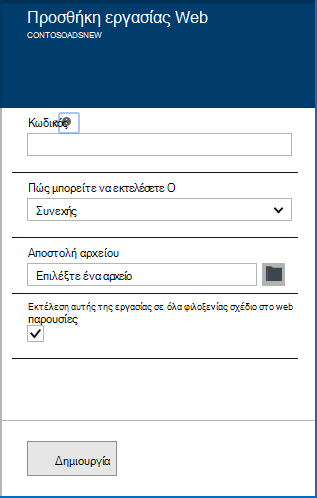 Προσθήκη εργασίας Web
CONTOSOADSNEW
Κωδικός
Πώς μπορείτε να εκτελέσετε Ο
Συνεχής
Αποστολή αρχείου
Επιλέξτε ένα αρχείο
Εκτέλεση αυτής της εργασίας σε όλα φιλοξενίας σχέδιο στο web
παρουσίες
Δημιουργία